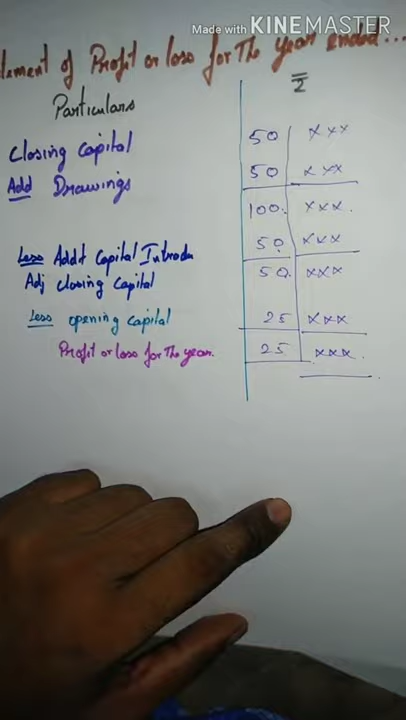 Made with KINEMASTER
tement of Profit or loss for The year ended...
Particulars
closing capital 50 xxx
Add Drawings 50 xxx
100. xxx.
Less Addt Capital Introdu 50 xxx
Adj closing capital 50. xxx
Less opening capital 25 xxx
Profit or loss for The year. 25 xxx.